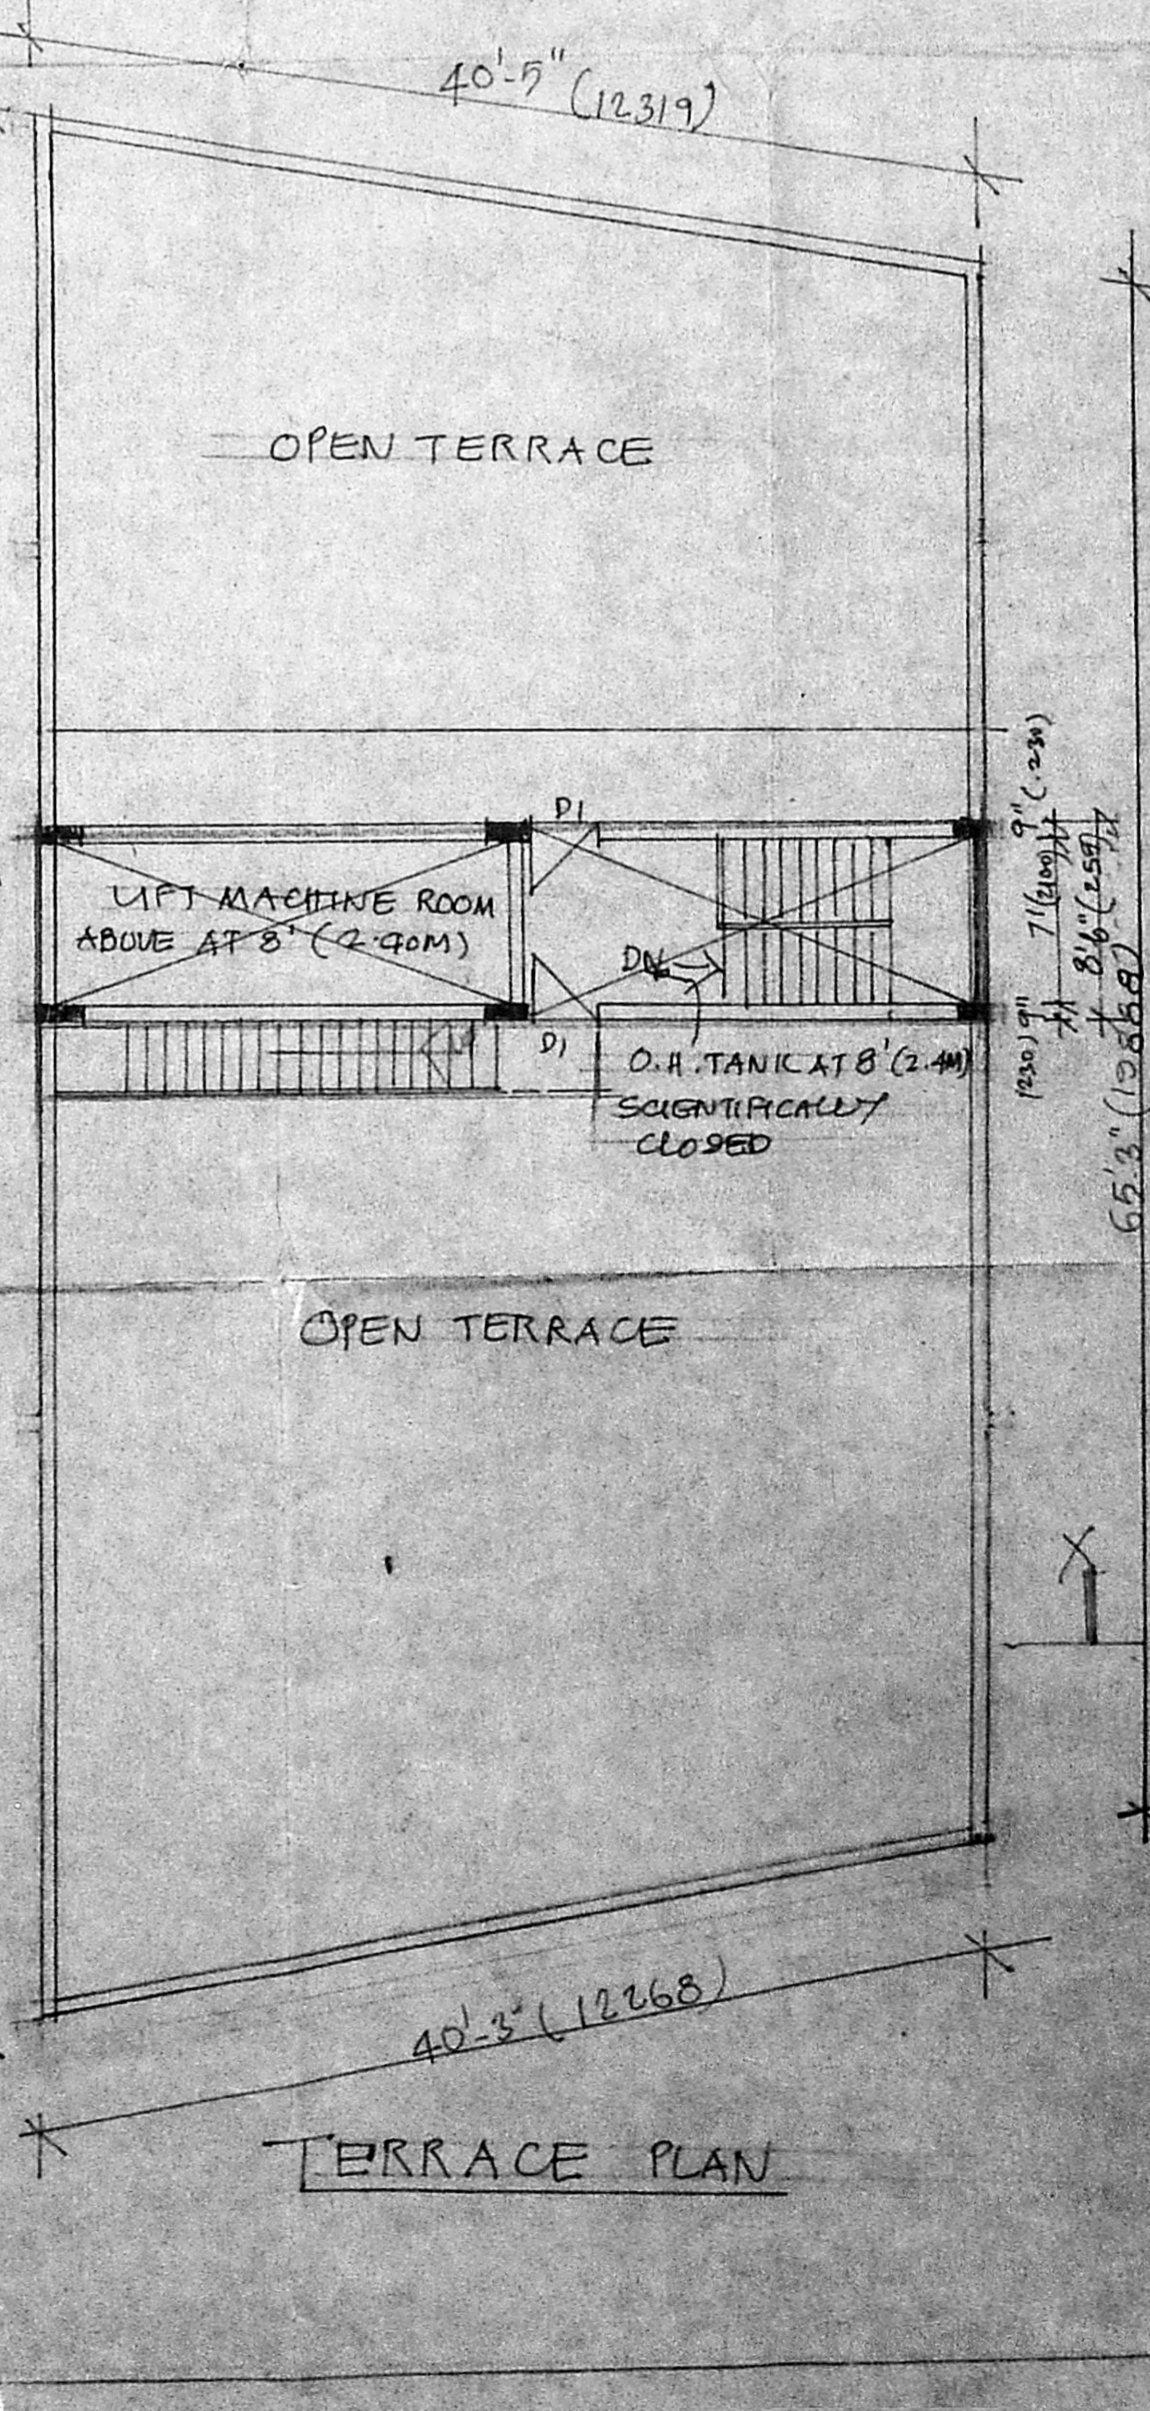 40'-5" (12319)
OPEN TERRACE
D1
LIFT MACHINE ROOM
ABOVE AT 8' (2.40M)
DN
D1
O.H. TANK AT 8' (2.4M)
SCIENTIFICALLY
CLOSED
9" (.230)
7' (2100)
9"
8'6" (259)
65'3"
OPEN TERRACE
X
40'-3" (12268)
TERRACE PLAN